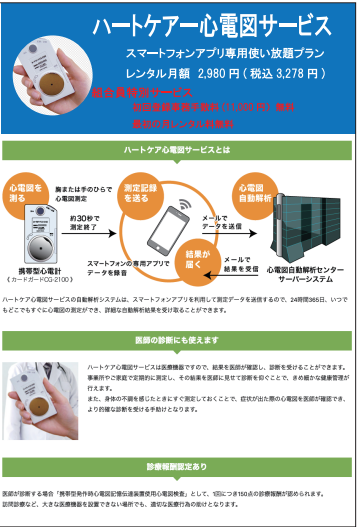 ハートケアー心電図サービス
スマートフォンアプリ専用使い放題プラン
レンタル月額 2,980円(税込3,278円)
ハートケア心電図サービスとは
心電図を
測る
胸または手のひらで
心電図測定
約30秒で
測定終了
携帯型心電計
《カードガードCG-2100》
測定記録
を送る
スマートフォンの専用アプリで
データを録音
メールで
データを送信
結果が
届く
メールで
結果を受信
心電図
自動解析
心電図自動解析センター
サーバーシステム
ハートケア心電図サービスの自動解析システムは、スマートフォンアプリを利用して測定データを送信するので、24時間365日、いつで
もどこでもすぐに心電図の測定ができ、詳細な自動解析結果を受け取ることができます。
医師の診断にも使えます
ハートケア心電図サービスは医療機器ですので、結果を医師が確認し、診断を受けることができます。
事業所やご家庭で定期的に測定し、その結果を医師に見せて診断を仰ぐことで、きめ細かな健康管理が
行えます。
また、身体の不調を感じたときにすぐ測定しておくことで、症状が出た際の心電図を医師が確認でき、
より的確な診断を受ける手助けとなります。
診療報酬認定あり
医師が診断する場合「携帯型発作時心電図記憶伝達装置使用心電図検査」として、1回につき150点の診療報酬が認められます。
訪問診療など、大きな医療機器を設置できない場所でも、適切な医療行為の助けとなります。